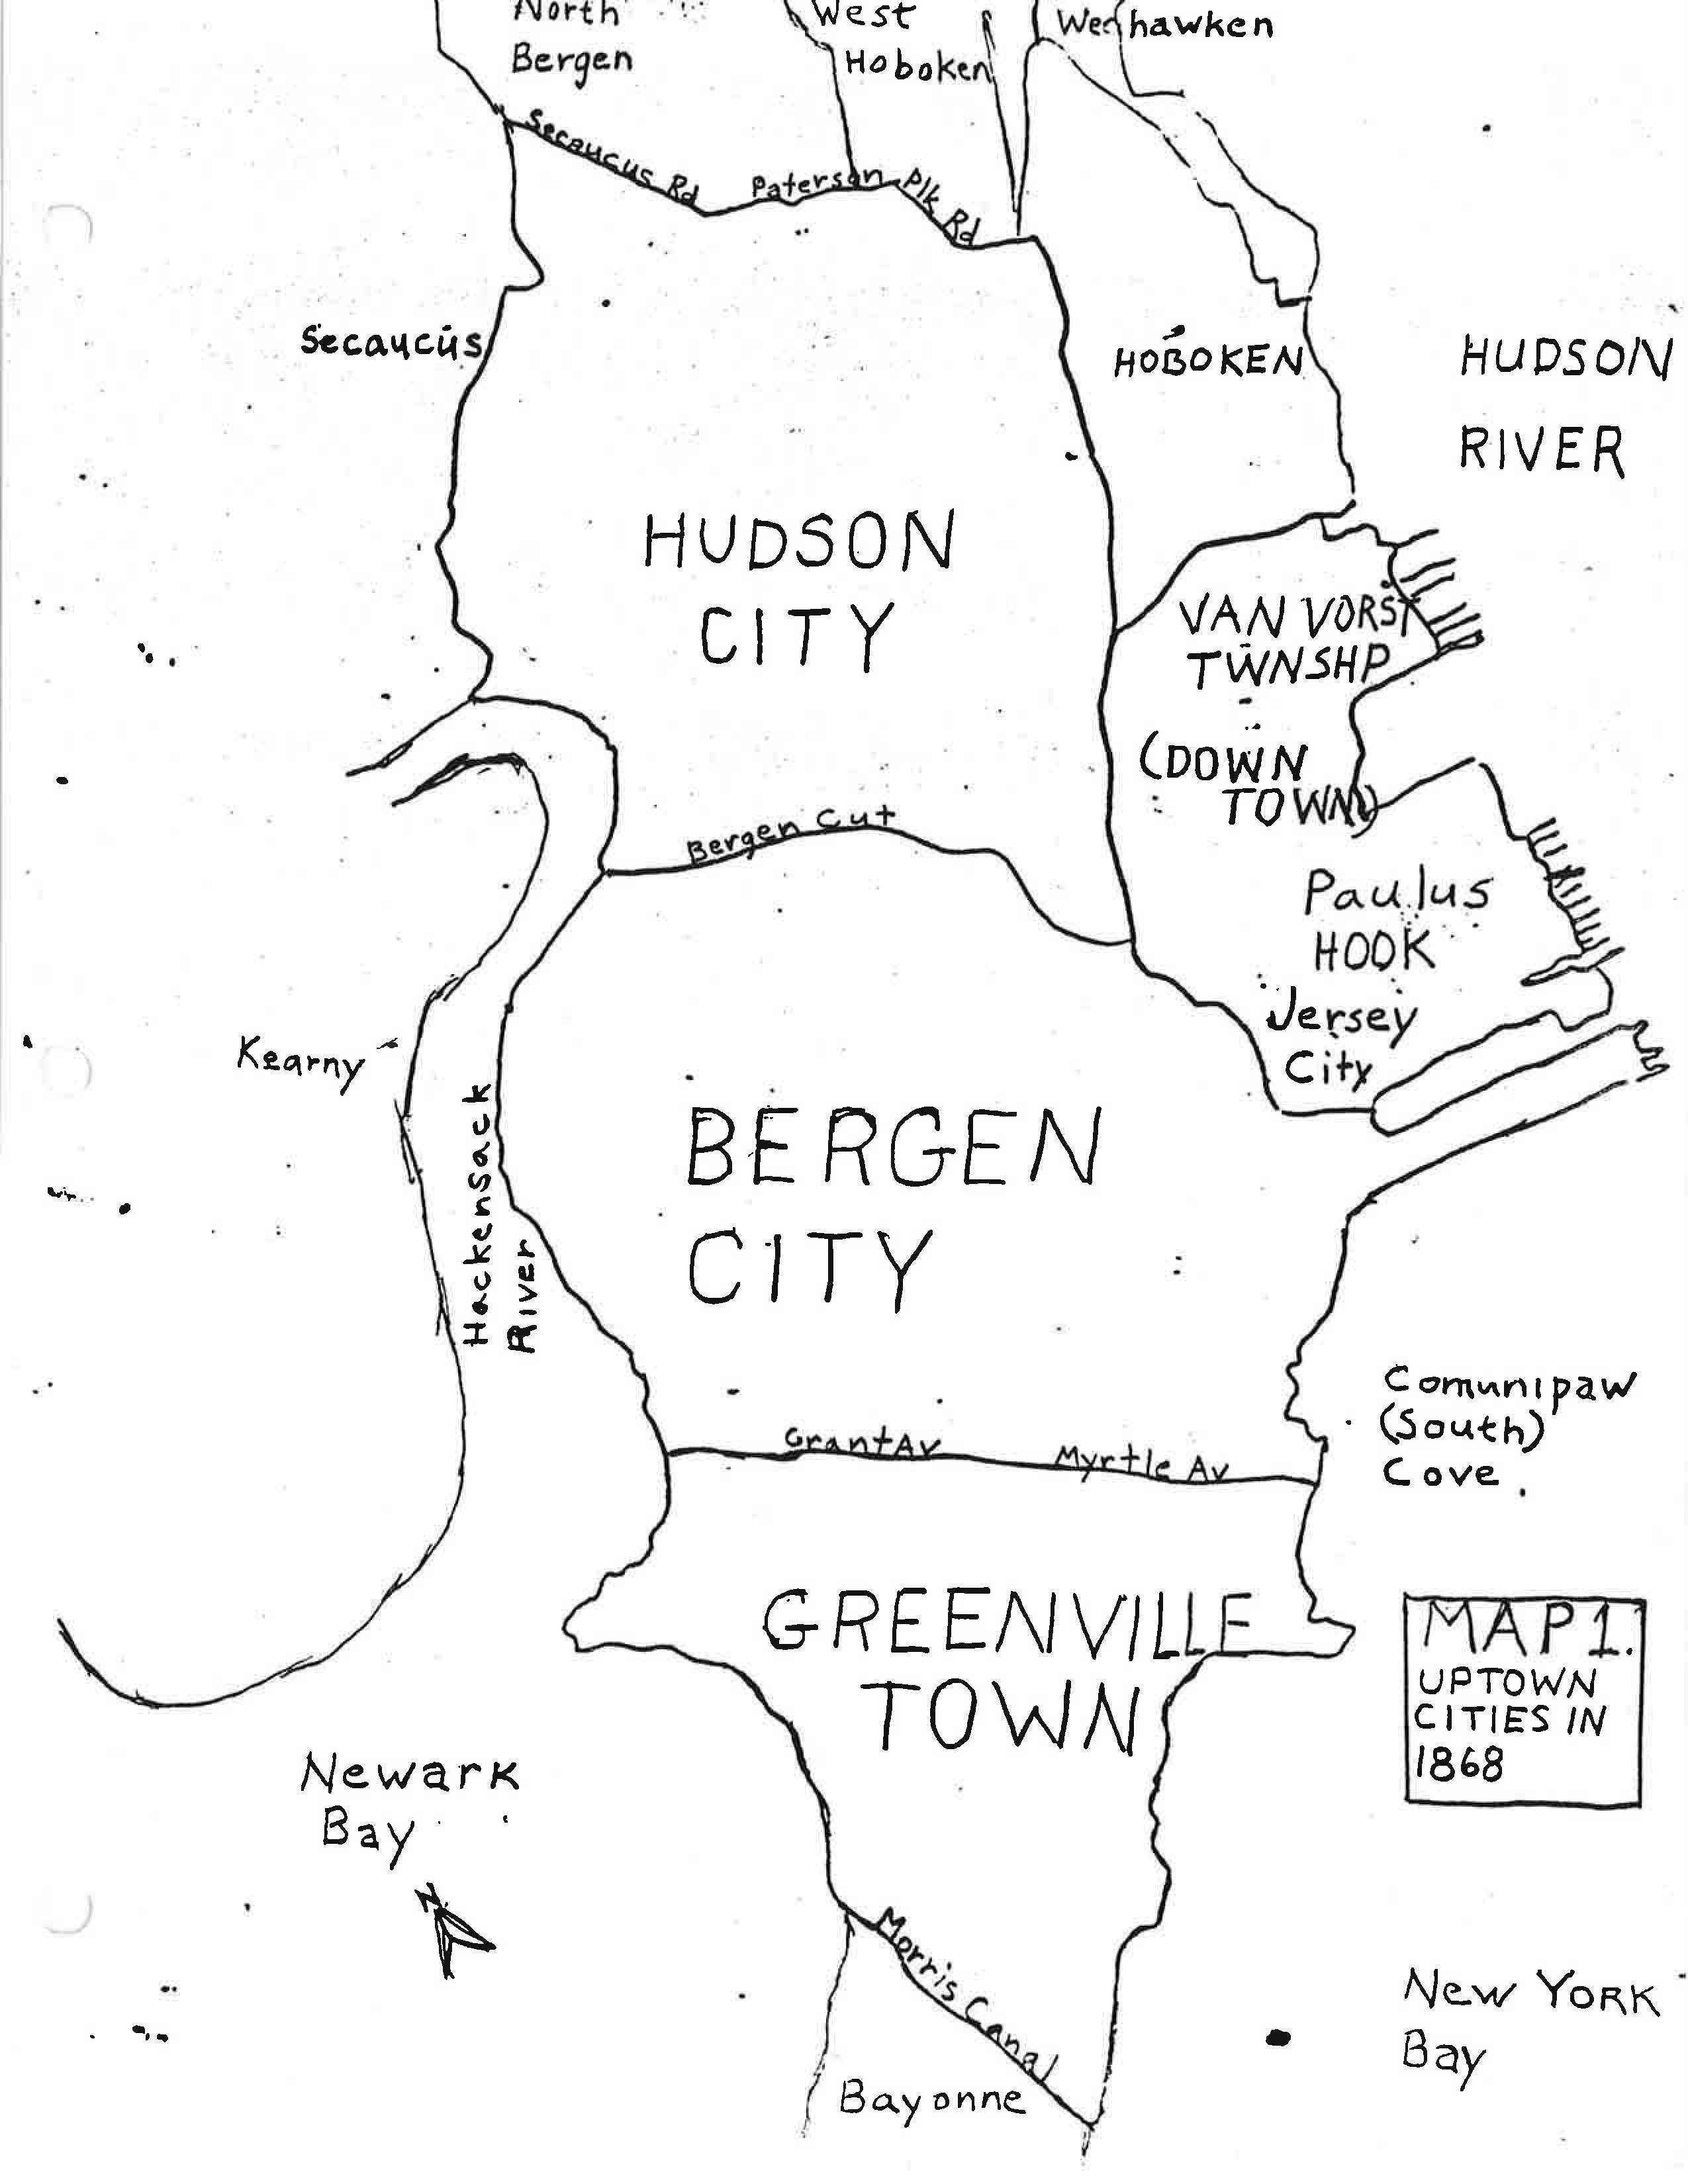 North
Bergen
West
Hoboken
Weehawken
Secaucus Rd
Paterson Plk Rd
Secaucus
HOBOKEN
HUDSON
RIVER
HUDSON
CITY
VAN VORST
TWNSHP
(DOWN
TOWN)
Bergen Cut
Paulus
HOOK
Jersey
City
Kearny
Hackensack
River
BERGEN
CITY
Comunipaw
(South)
Cove
Grant Av
Myrtle Av
GREENVILLE
TOWN
MAP 1.
UPTOWN
CITIES IN
1868
Newark
Bay
N
Morris Canal
Bayonne
New YORK
Bay